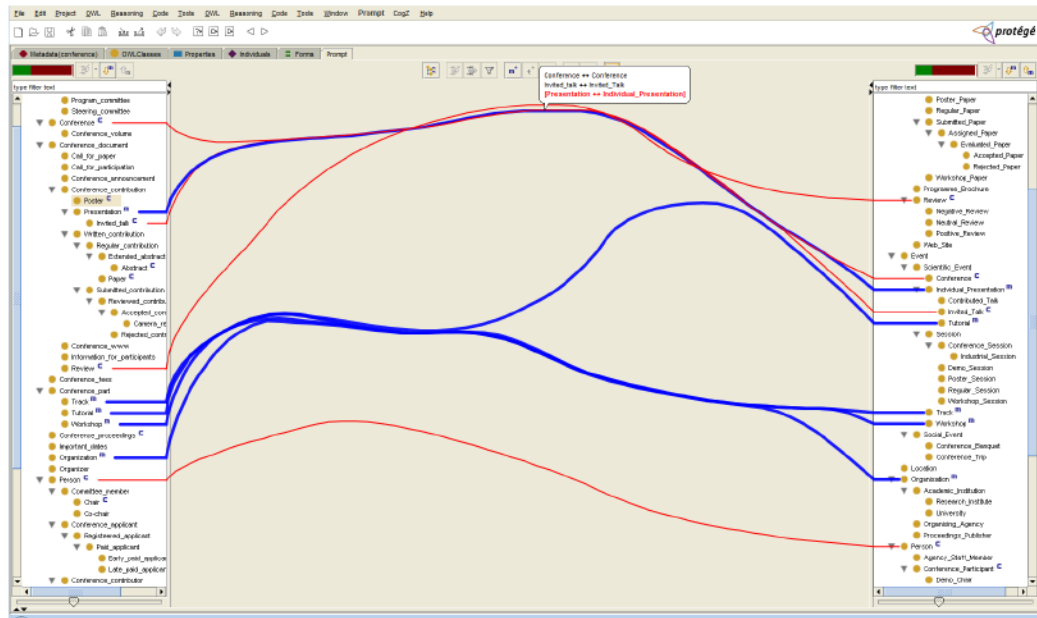 File Edit Project OWL Reasoning Code Tools OWL Reasoning Code Tools Window Prompt CogZ Help
protégé
Metadata(conference) OWLClasses Properties Individuals Forms Prompt
type filter text
Program_committee
Steering_committee
Conference C
Conference_volume
Conference_document
Call_for_paper
Call_for_participation
Conference_announcement
Conference_contribution
Poster C
Presentation m
Invited_talk C
Written_contribution
Regular_contribution
Extended_abstract
Abstract C
Paper C
Submitted_contribution
Reviewed_contrib
Accepted_con
Camera_re
Rejected_contr
Conference_www
Information_for_participants
Review C
Conference_fees
Conference_part
Track m
Tutorial m
Workshop m
Conference_proceedings C
Important_dates
Organization m
Organizer
Person C
Committee_member
Chair C
Co-chair
Conference_applicant
Registered_applicant
Paid_applicant
Early_paid_applicar
Late_paid_applicar
Conference_contributor
Conference ↔ Conference
Invited_talk ↔ Invited_Talk
[Presentation ↔ Individual_Presentation]
type filter text
Poster_Paper
Regular_Paper
Submitted_Paper
Assigned_Paper
Evaluated_Paper
Accepted_Paper
Rejected_Paper
Workshop_Paper
Programme_Brochure
Review C
Negative_Review
Neutral_Review
Positive_Review
Web_Site
Event
Scientific_Event
Conference C
Individual_Presentation m
Contributed_Talk
Invited_Talk C
Tutorial m
Session
Conference_Session
Industrial_Session
Demo_Session
Poster_Session
Regular_Session
Workshop_Session
Track m
Workshop m
Social_Event
Conference_Banquet
Conference_Trip
Location
Organisation m
Academic_Institution
Research_Institute
University
Organizing_Agency
Proceedings_Publisher
Person C
Agency_Staff_Member
Conference_Participant C
Demo_Chair